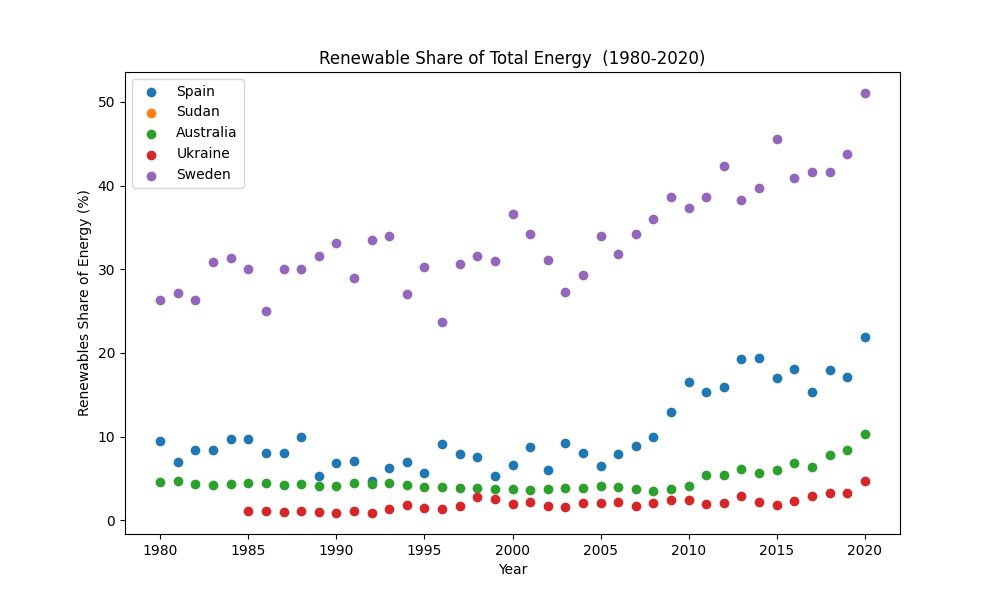 Renewable Share of Total Energy  (1980-2020)
Spain
Sudan
Australia
Ukraine
Sweden
Renewables Share of Energy (%)
50
40
30
20
10
0
1980 1985 1990 1995 2000 2005 2010 2015 2020
Year